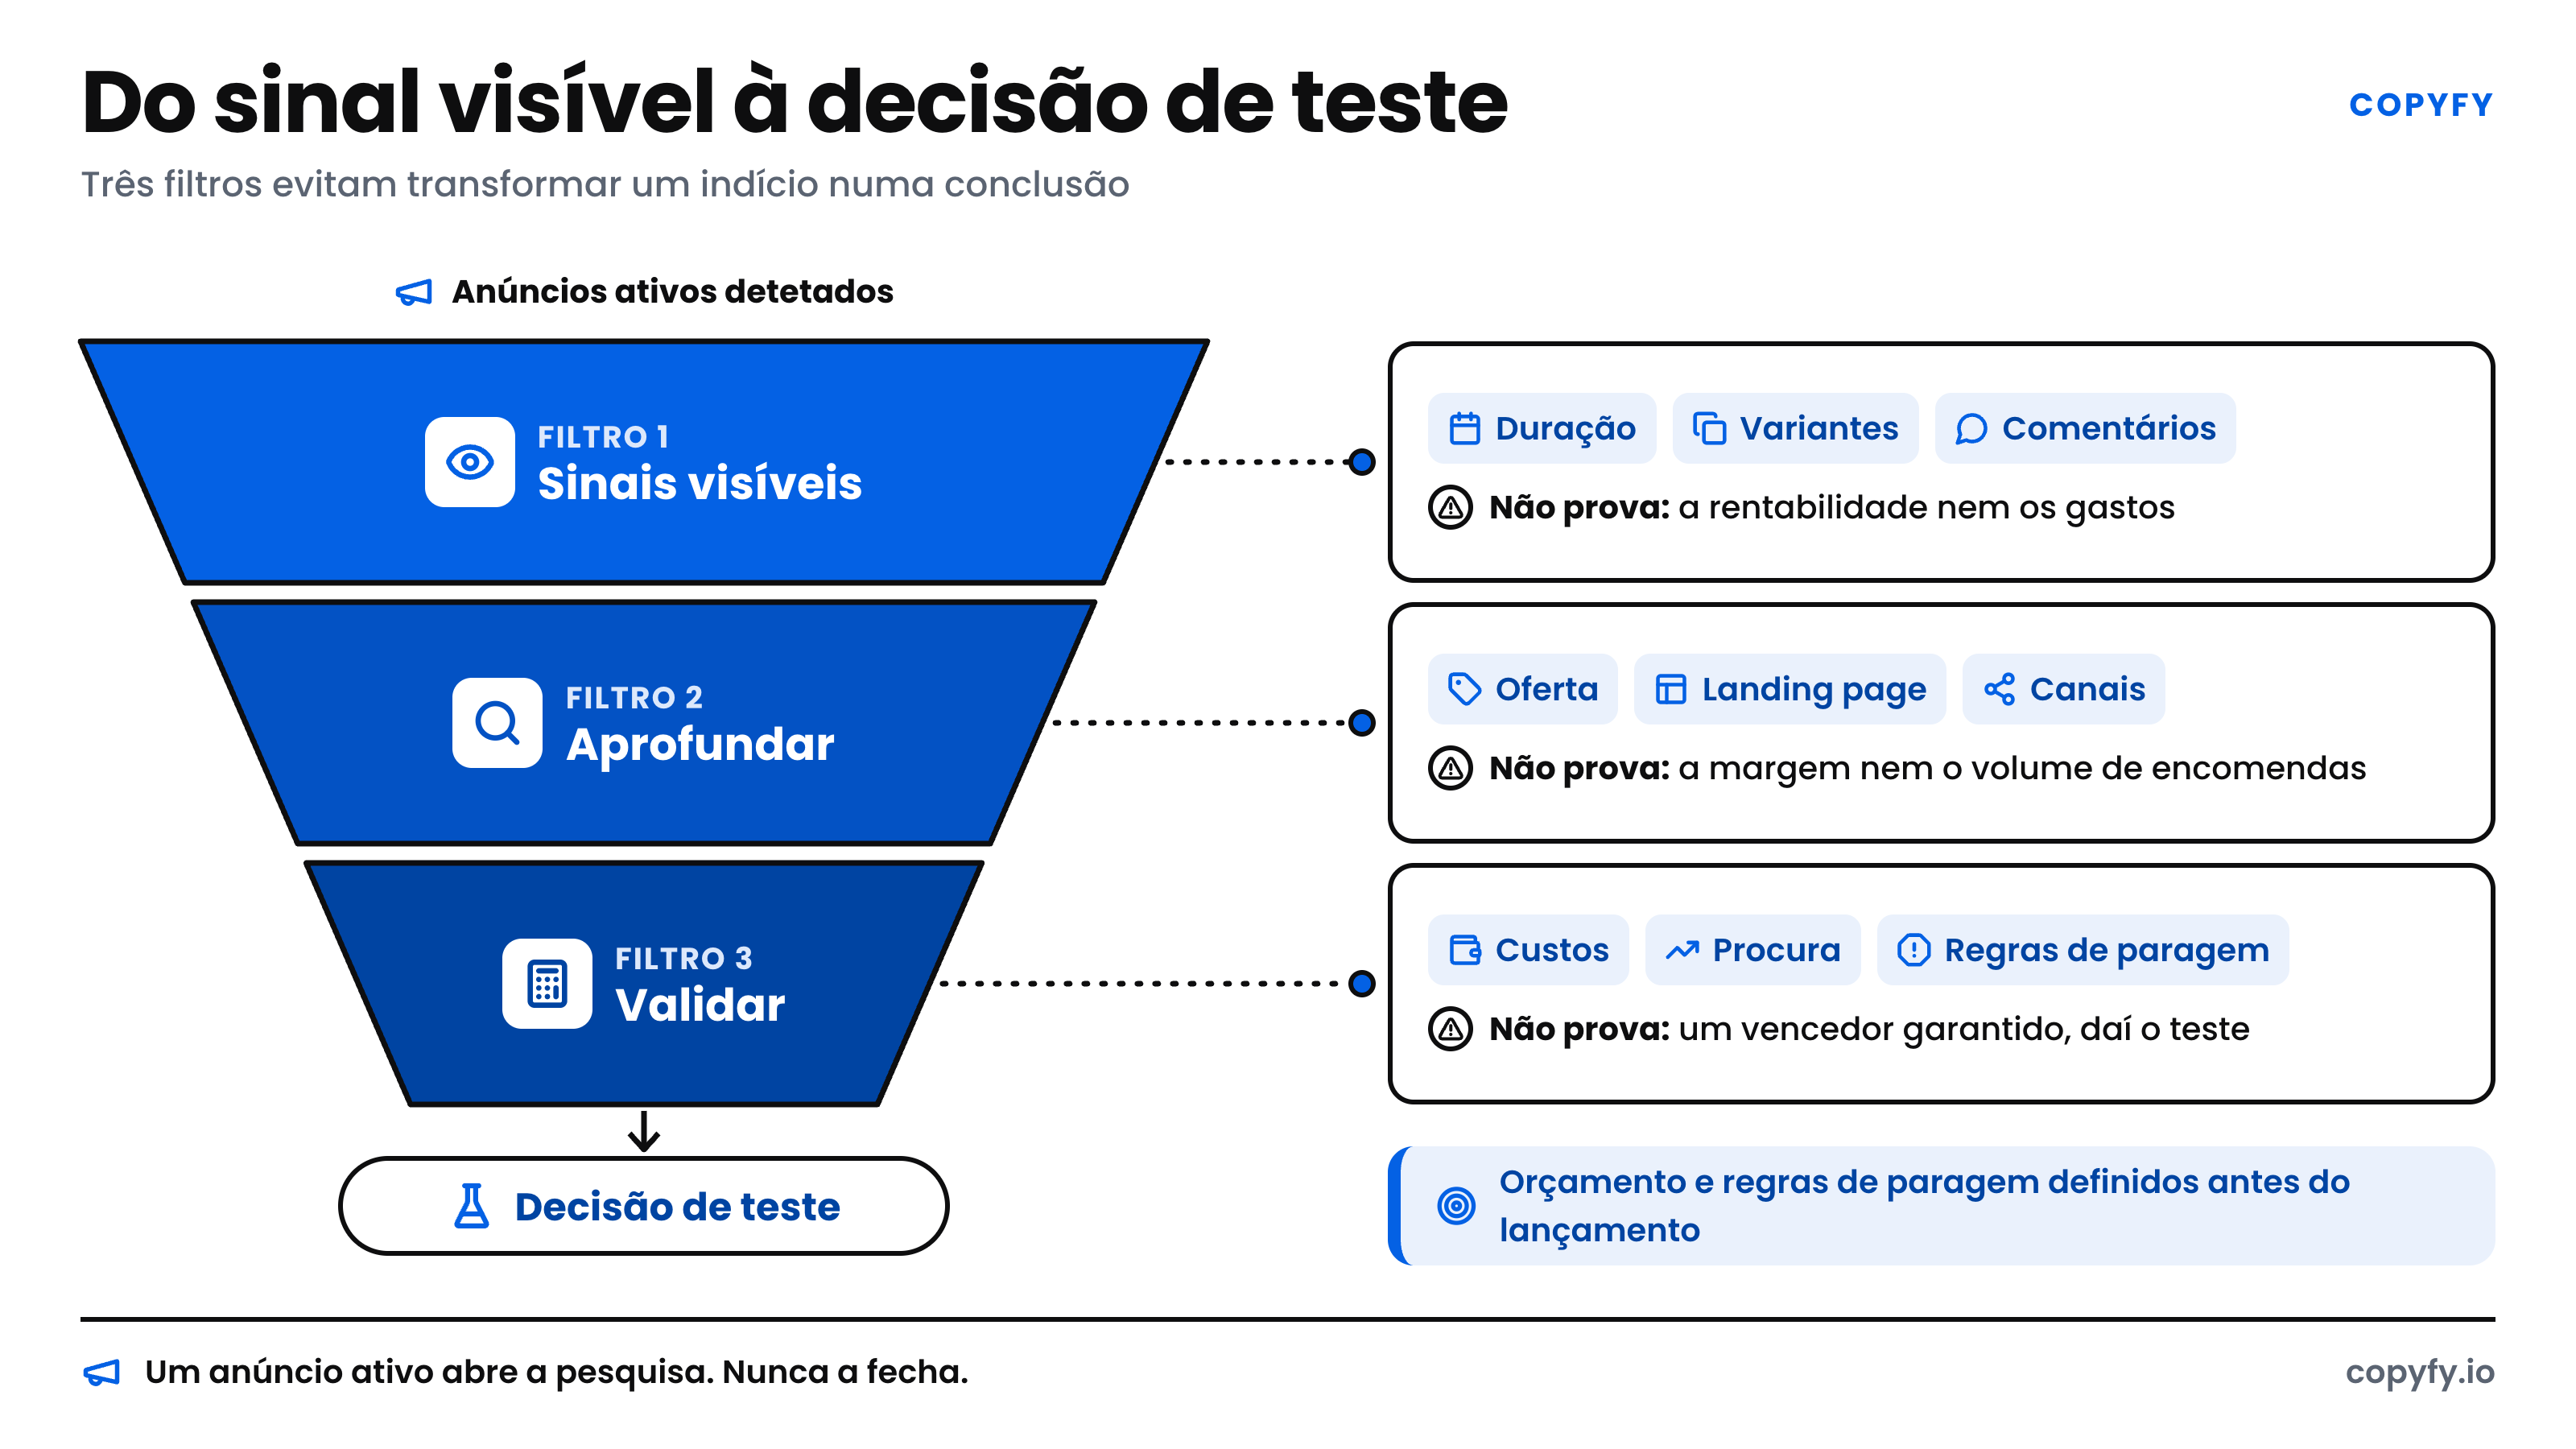 Do sinal visível à decisão de teste
COPYFY
Três filtros evitam transformar um indício numa conclusão
Anúncios ativos detetados
FILTRO 1
Sinais visíveis
Duração
Variantes
Comentários
Não prova: a rentabilidade nem os gastos
FILTRO 2
Aprofundar
Oferta
Landing page
Canais
Não prova: a margem nem o volume de encomendas
FILTRO 3
Validar
Custos
Procura
Regras de paragem
Não prova: um vencedor garantido, daí o teste
Decisão de teste
Orçamento e regras de paragem definidos antes do
lançamento
Um anúncio ativo abre a pesquisa. Nunca a fecha.
copyfy.io